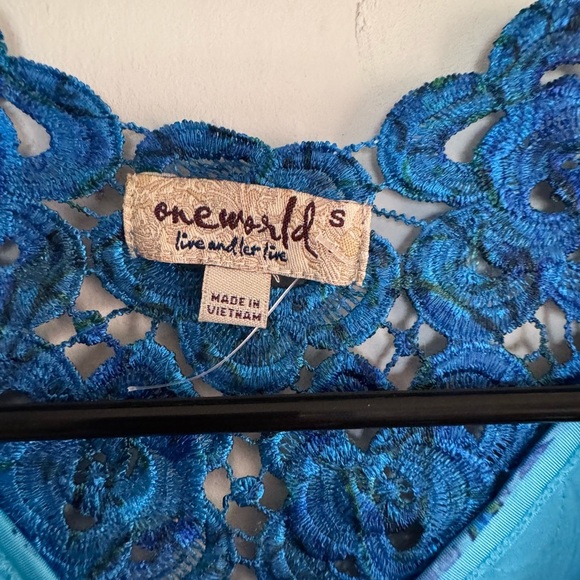 oneworld S
live and let live
MADE IN
VIETNAM